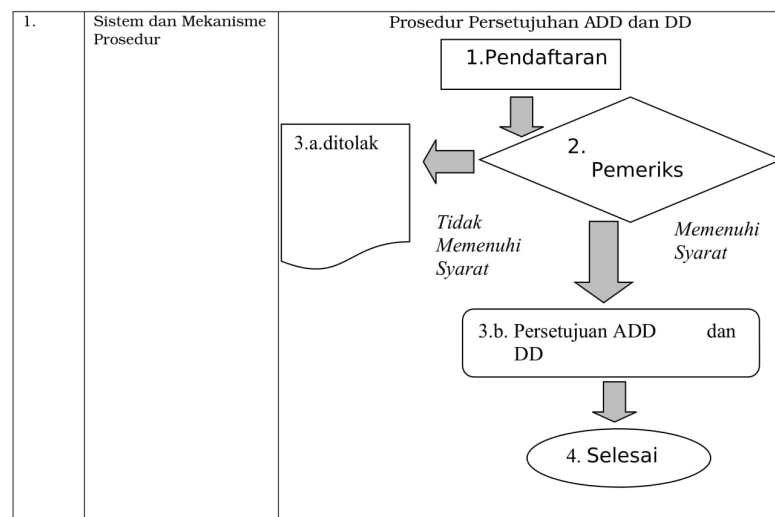 1.
Sistem dan Mekanisme
Prosedur
Prosedur Persetujuhan ADD dan DD
1.Pendaftaran
2.
Pemeriks
3.a.ditolak
Tidak
Memenuhi
Syarat
Memenuhi
Syarat
3.b. Persetujuan ADD dan
DD
4. Selesai